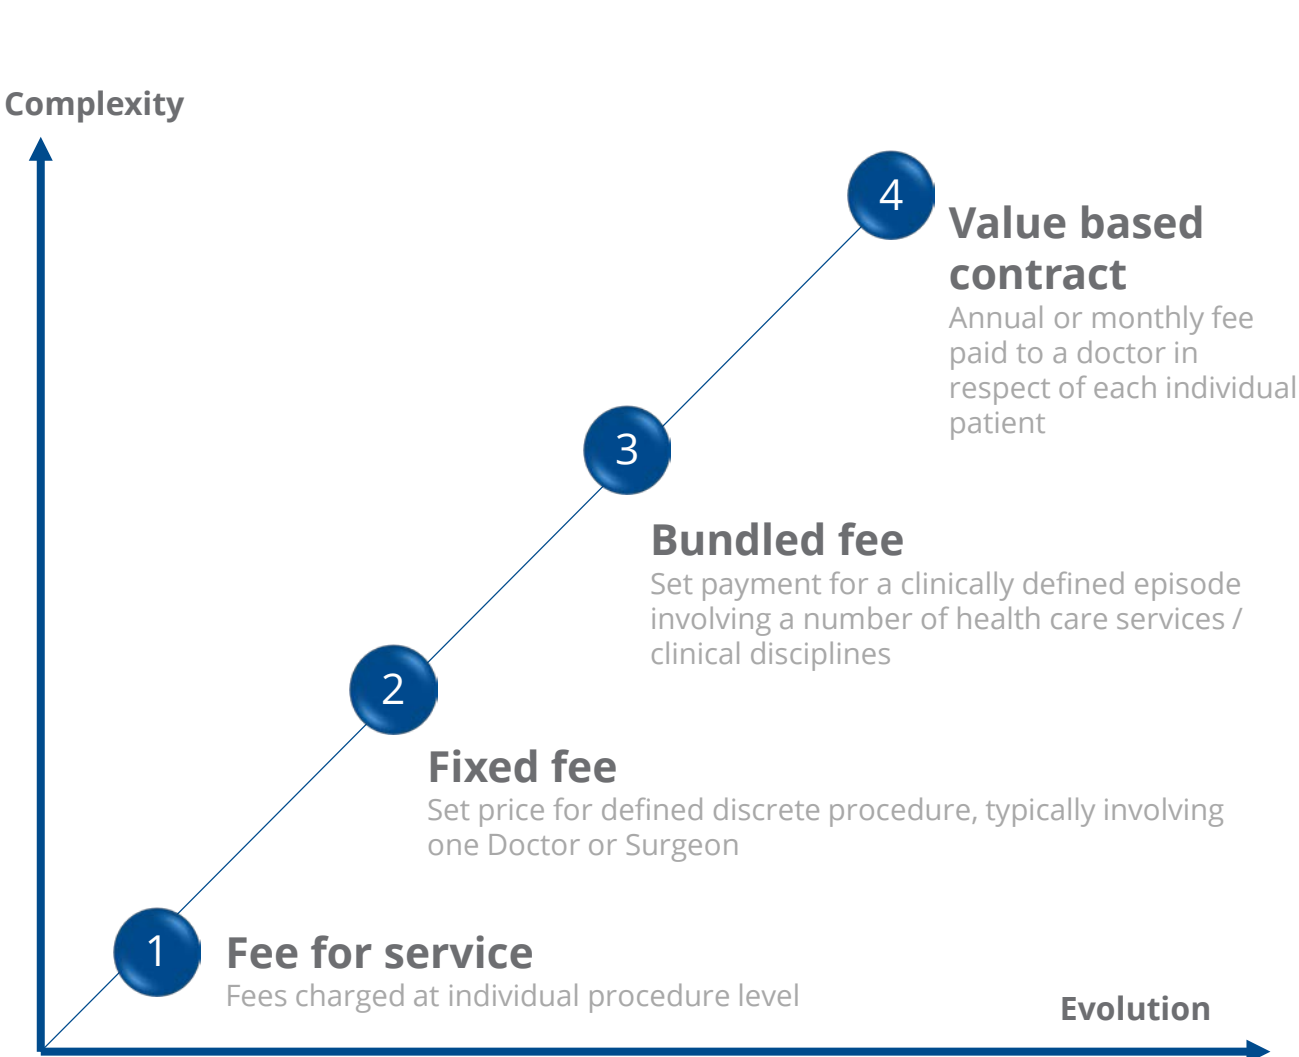 Complexity
4
Value based
contract
Annual or monthly fee
paid to a doctor in
respect of each individual
patient
3
Bundled fee
Set payment for a clinically defined episode
involving a number of health care services /
clinical disciplines
2
Fixed fee
Set price for defined discrete procedure, typically involving
one Doctor or Surgeon
1
Fee for service
Fees charged at individual procedure level
Evolution